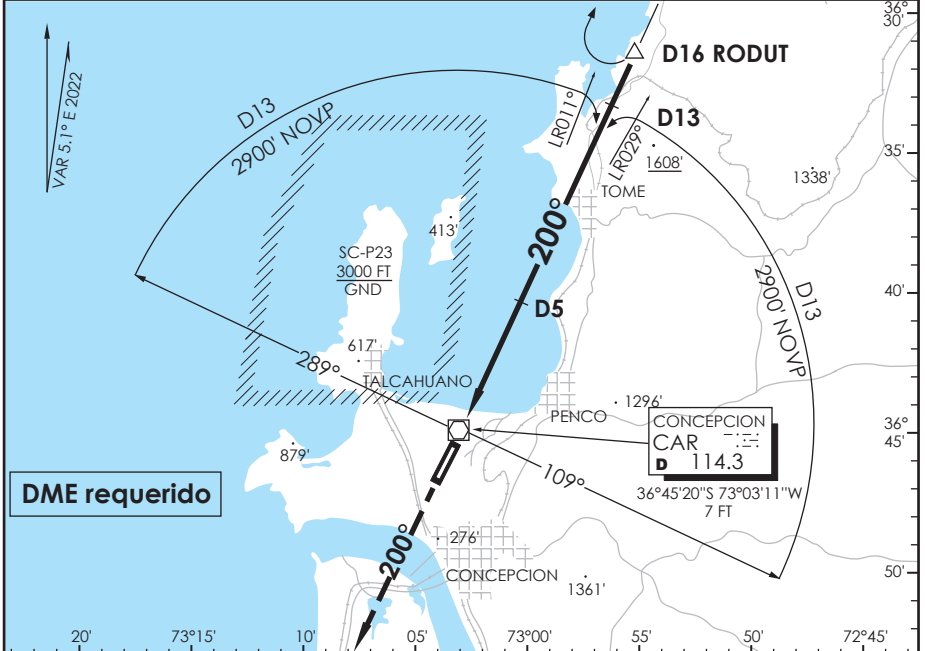 36°
30'
D16 RODUT
VAR 5.1° E 2022
D13
2900' NOVP
LR011°
D13
LR029°
1608'
1338'
35'
TOME
200°
413'
SC-P23
3000 FT
GND
D13
2900' NOVP
40'
D5
617'
289°
TALCAHUANO
PENCO
1296'
CONCEPCION
CAR
D 114.3
36°
45'
879'
109°
36°45'20"S 73°03'11"W
7 FT
DME requerido
276'
200°
CONCEPCION
1361'
50'
20' 73°15' 10' 05' 73°00' 55' 50' 72°45'